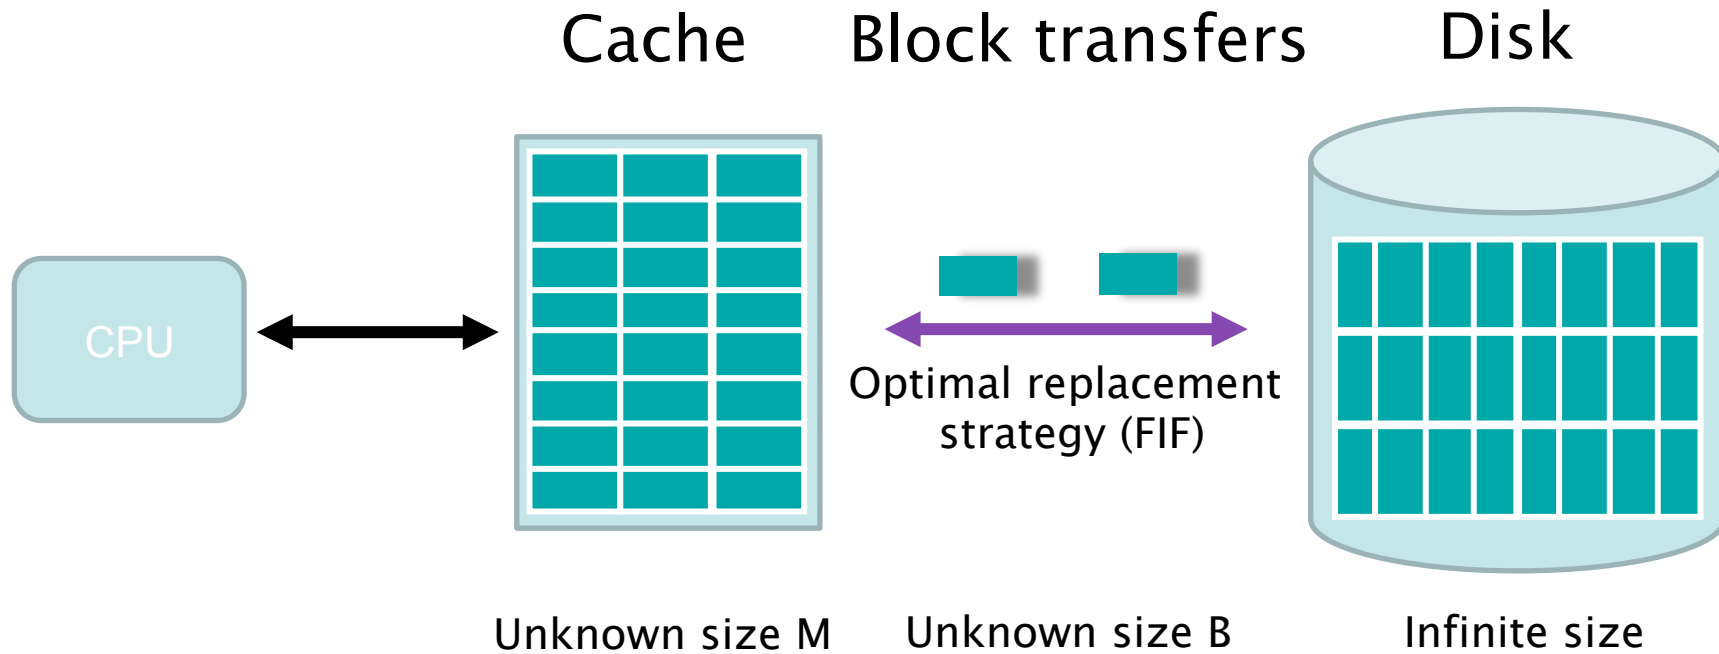 Cache
Block transfers
Disk
CPU
Optimal replacement
strategy (FIF)
Unknown size M
Unknown size B
Infinite size